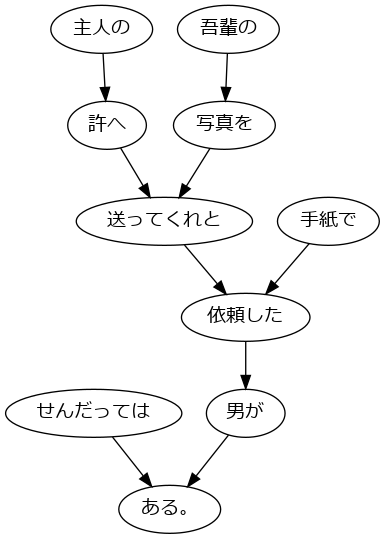 主人の
吾輩の
許へ
写真を
送ってくれと
手紙で
依頼した
せんだっては
男が
ある。